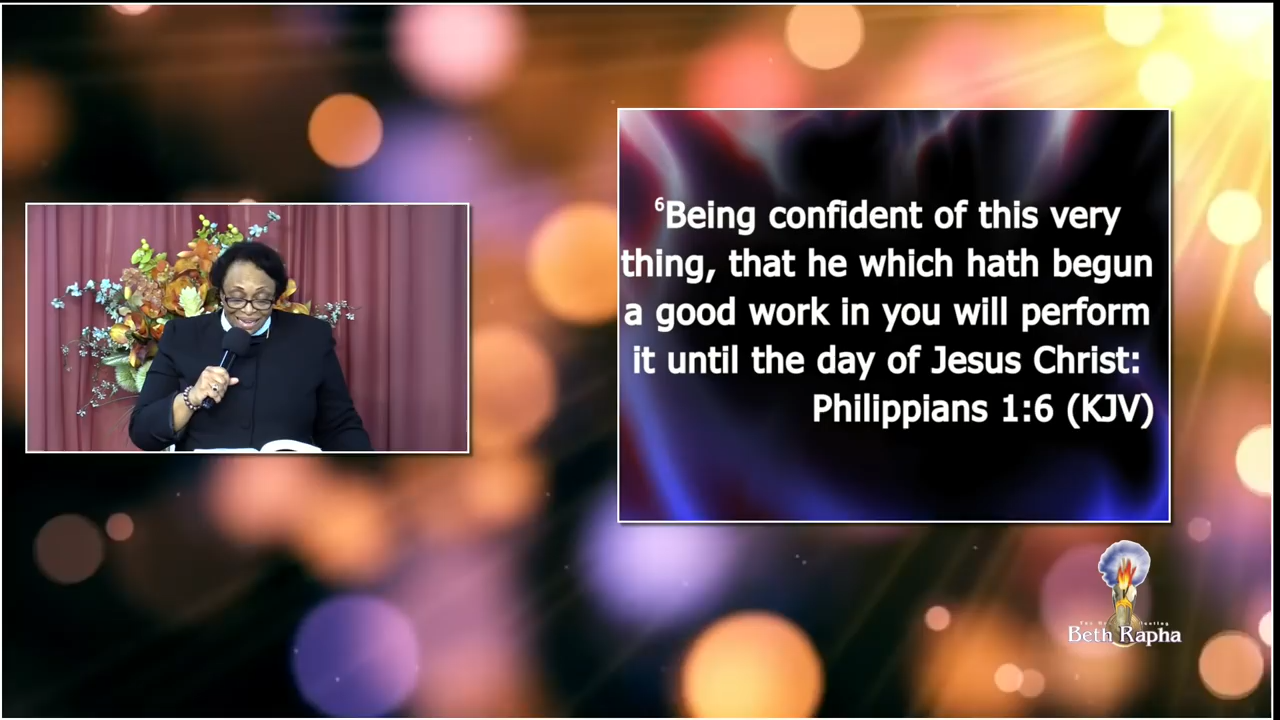 ⁶Being confident of this very
thing, that he which hath begun
a good work in you will perform
it until the day of Jesus Christ:
Philippians 1:6 (KJV)
Beth Rapha